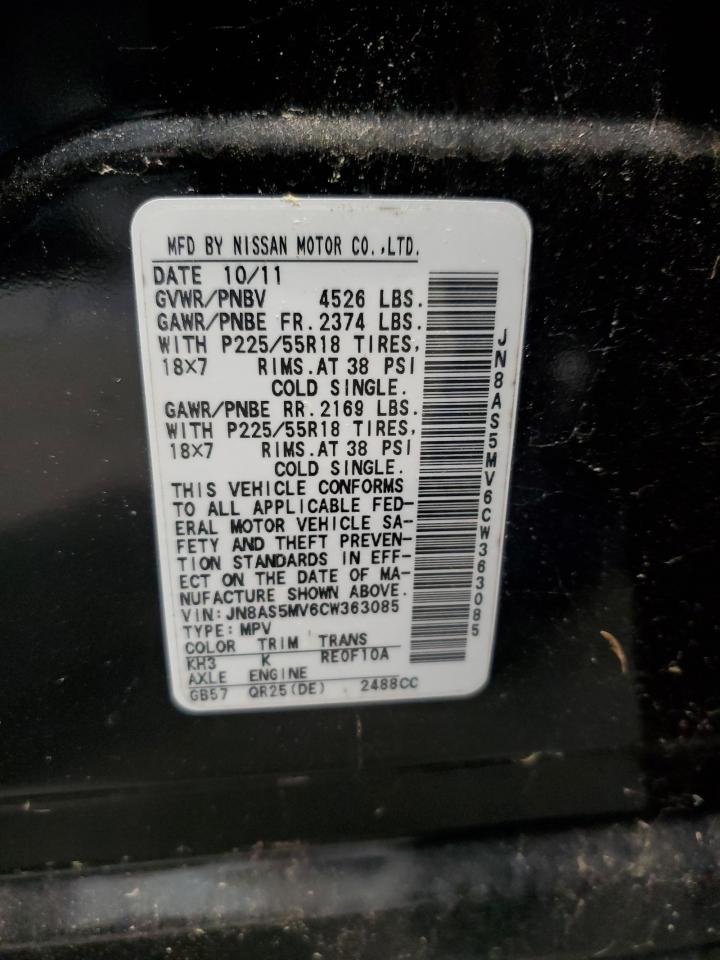 MFD BY NISSAN MOTOR CO.,LTD.
DATE 10/11
GVWR/PNBV 4526 LBS.
GAWR/PNBE FR. 2374 LBS.
WITH P225/55R18 TIRES,
18X7 RIMS. AT 38 PSI
COLD SINGLE.
GAWR/PNBE RR. 2169 LBS.
WITH P225/55R18 TIRES,
18X7 RIMS. AT 38 PSI
COLD SINGLE.
THIS VEHICLE CONFORMS
TO ALL APPLICABLE FED-
ERAL MOTOR VEHICLE SA-
FETY AND THEFT PREVEN-
TION STANDARDS IN EFF-
ECT ON THE DATE OF MA-
NUFACTURE SHOWN ABOVE.
VIN: JN8AS5MV6CW363085
TYPE: MPV
COLOR TRIM TRANS
KH3 K RE0F10A
AXLE ENGINE
GB57 QR25(DE) 2488CC
JN8AS5MV6CW363085